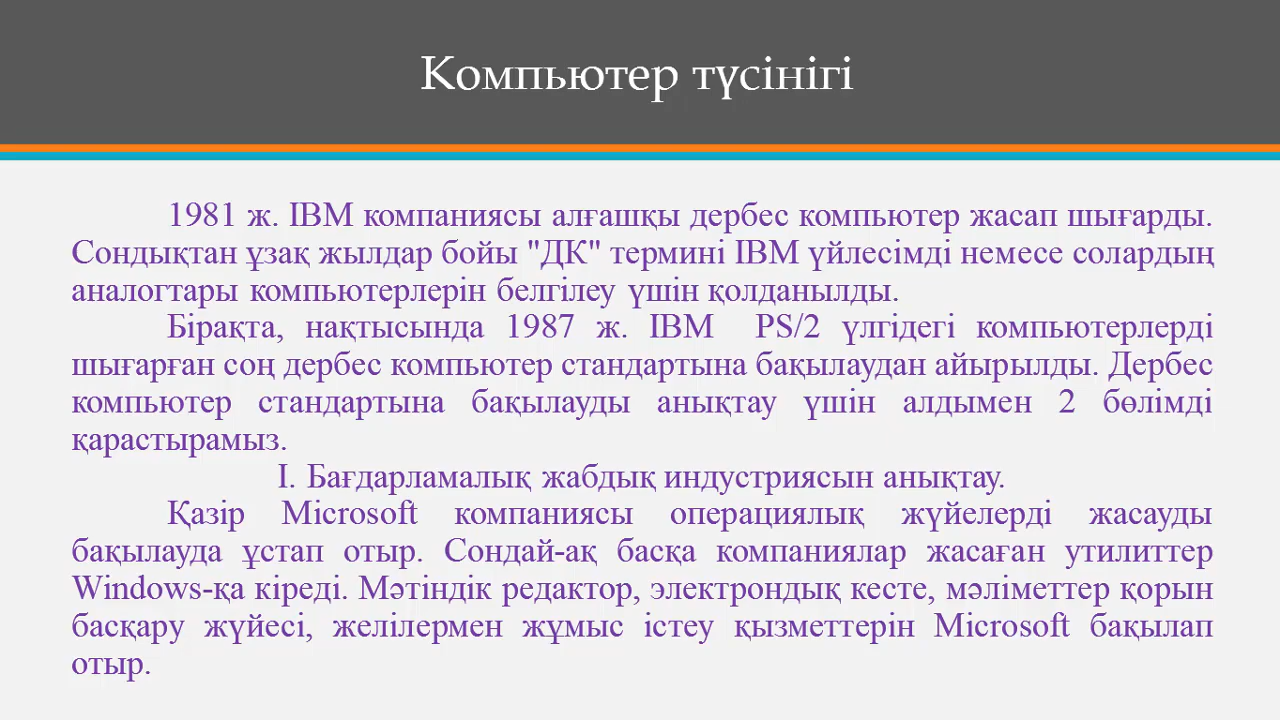 Компьютер түсінігі
1981 ж. IBM компаниясы алғашқы дербес компьютер жасап шығарды.
Сондықтан ұзақ жылдар бойы "ДК" термині IBM үйлесімді немесе солардың
аналогтары компьютерлерін белгілеу үшін қолданылды.
Бірақта, нақтысында 1987 ж. IBM PS/2 үлгідегі компьютерлерді
шығарған соң дербес компьютер стандартына бақылаудан айырылды. Дербес
компьютер стандартына бақылауды анықтау үшін алдымен 2 бөлімді
қарастырамыз.
I. Бағдарламалық жабдық индустриясын анықтау.
Қазір Microsoft компаниясы операциялық жүйелерді жасауды
бақылауда ұстап отыр. Сондай-ақ басқа компаниялар жасаған утилиттер
Windows-қа кіреді. Мәтіндік редактор, электрондық кесте, мәліметтер қорын
басқару жүйесі, желілермен жұмыс істеу қызметтерін Microsoft бақылап
отыр.